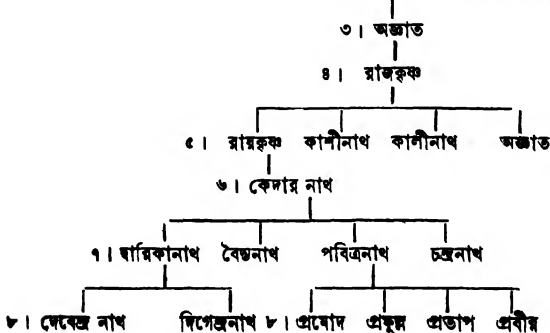 ৩। অজ্ঞাত
৪। রাজকৃষ্ণ
৫। রায়কৃষ্ণ কাশীনাথ কালীনাথ অজ্ঞাত
৬। কেদার নাথ
৭। দ্বারিকানাথ বৈদ্যনাথ পবিত্রনাথ চন্দ্রনাথ
৮। দেবেন্দ্র নাথ দিগেন্দ্রনাথ ৮। প্রমোদ প্রফুল্ল প্রতাপ প্রবীর